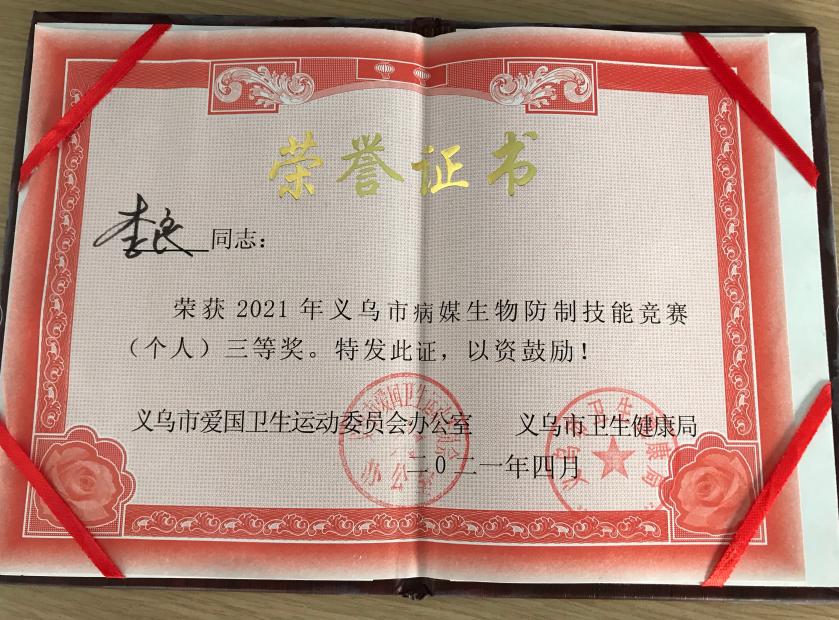 荣誉证书
李良 同志：
荣获 2021 年义乌市病媒生物防制技能竞赛
（个人）三等奖。特发此证，以资鼓励！
义乌市爱国卫生运动委员会办公室 义乌市卫生健康局
二0二一年四月